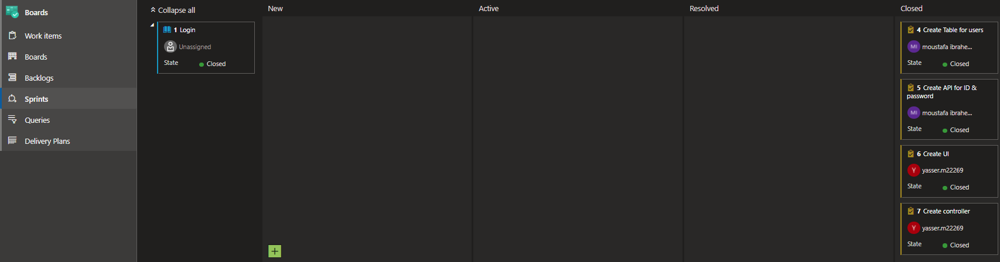 Boards
Work items
Boards
Backlogs
Sprints
Queries
Delivery Plans
Collapse all
1 Login
Unassigned
State Closed
New
Active
Resolved
Closed
4 Create Table for users
MI moustafa ibrahe...
State Closed
5 Create API for ID &
password
MI moustafa ibrahe...
State Closed
6 Create UI
Y yasser.m22269
State Closed
7 Create controller
Y yasser.m22269
State Closed